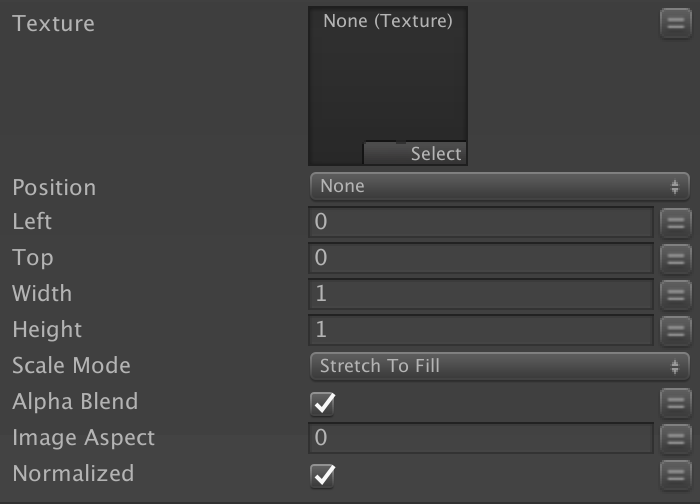 Texture
None (Texture)
Select
Position None
Left 0
Top 0
Width 1
Height 1
Scale Mode Stretch To Fill
Alpha Blend
Image Aspect 0
Normalized